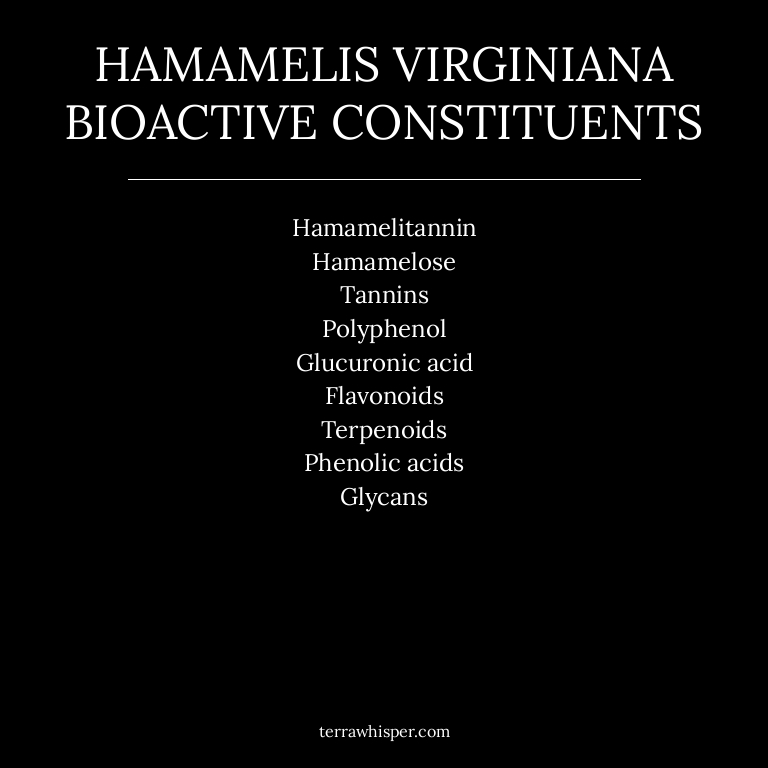 HAMAMELIS VIRGINIANA
BIOACTIVE CONSTITUENTS
Hamamelitannin
Hamamelose
Tannins
Polyphenol
Glucuronic acid
Flavonoids
Terpenoids
Phenolic acids
Glycans
terrawhisper.com